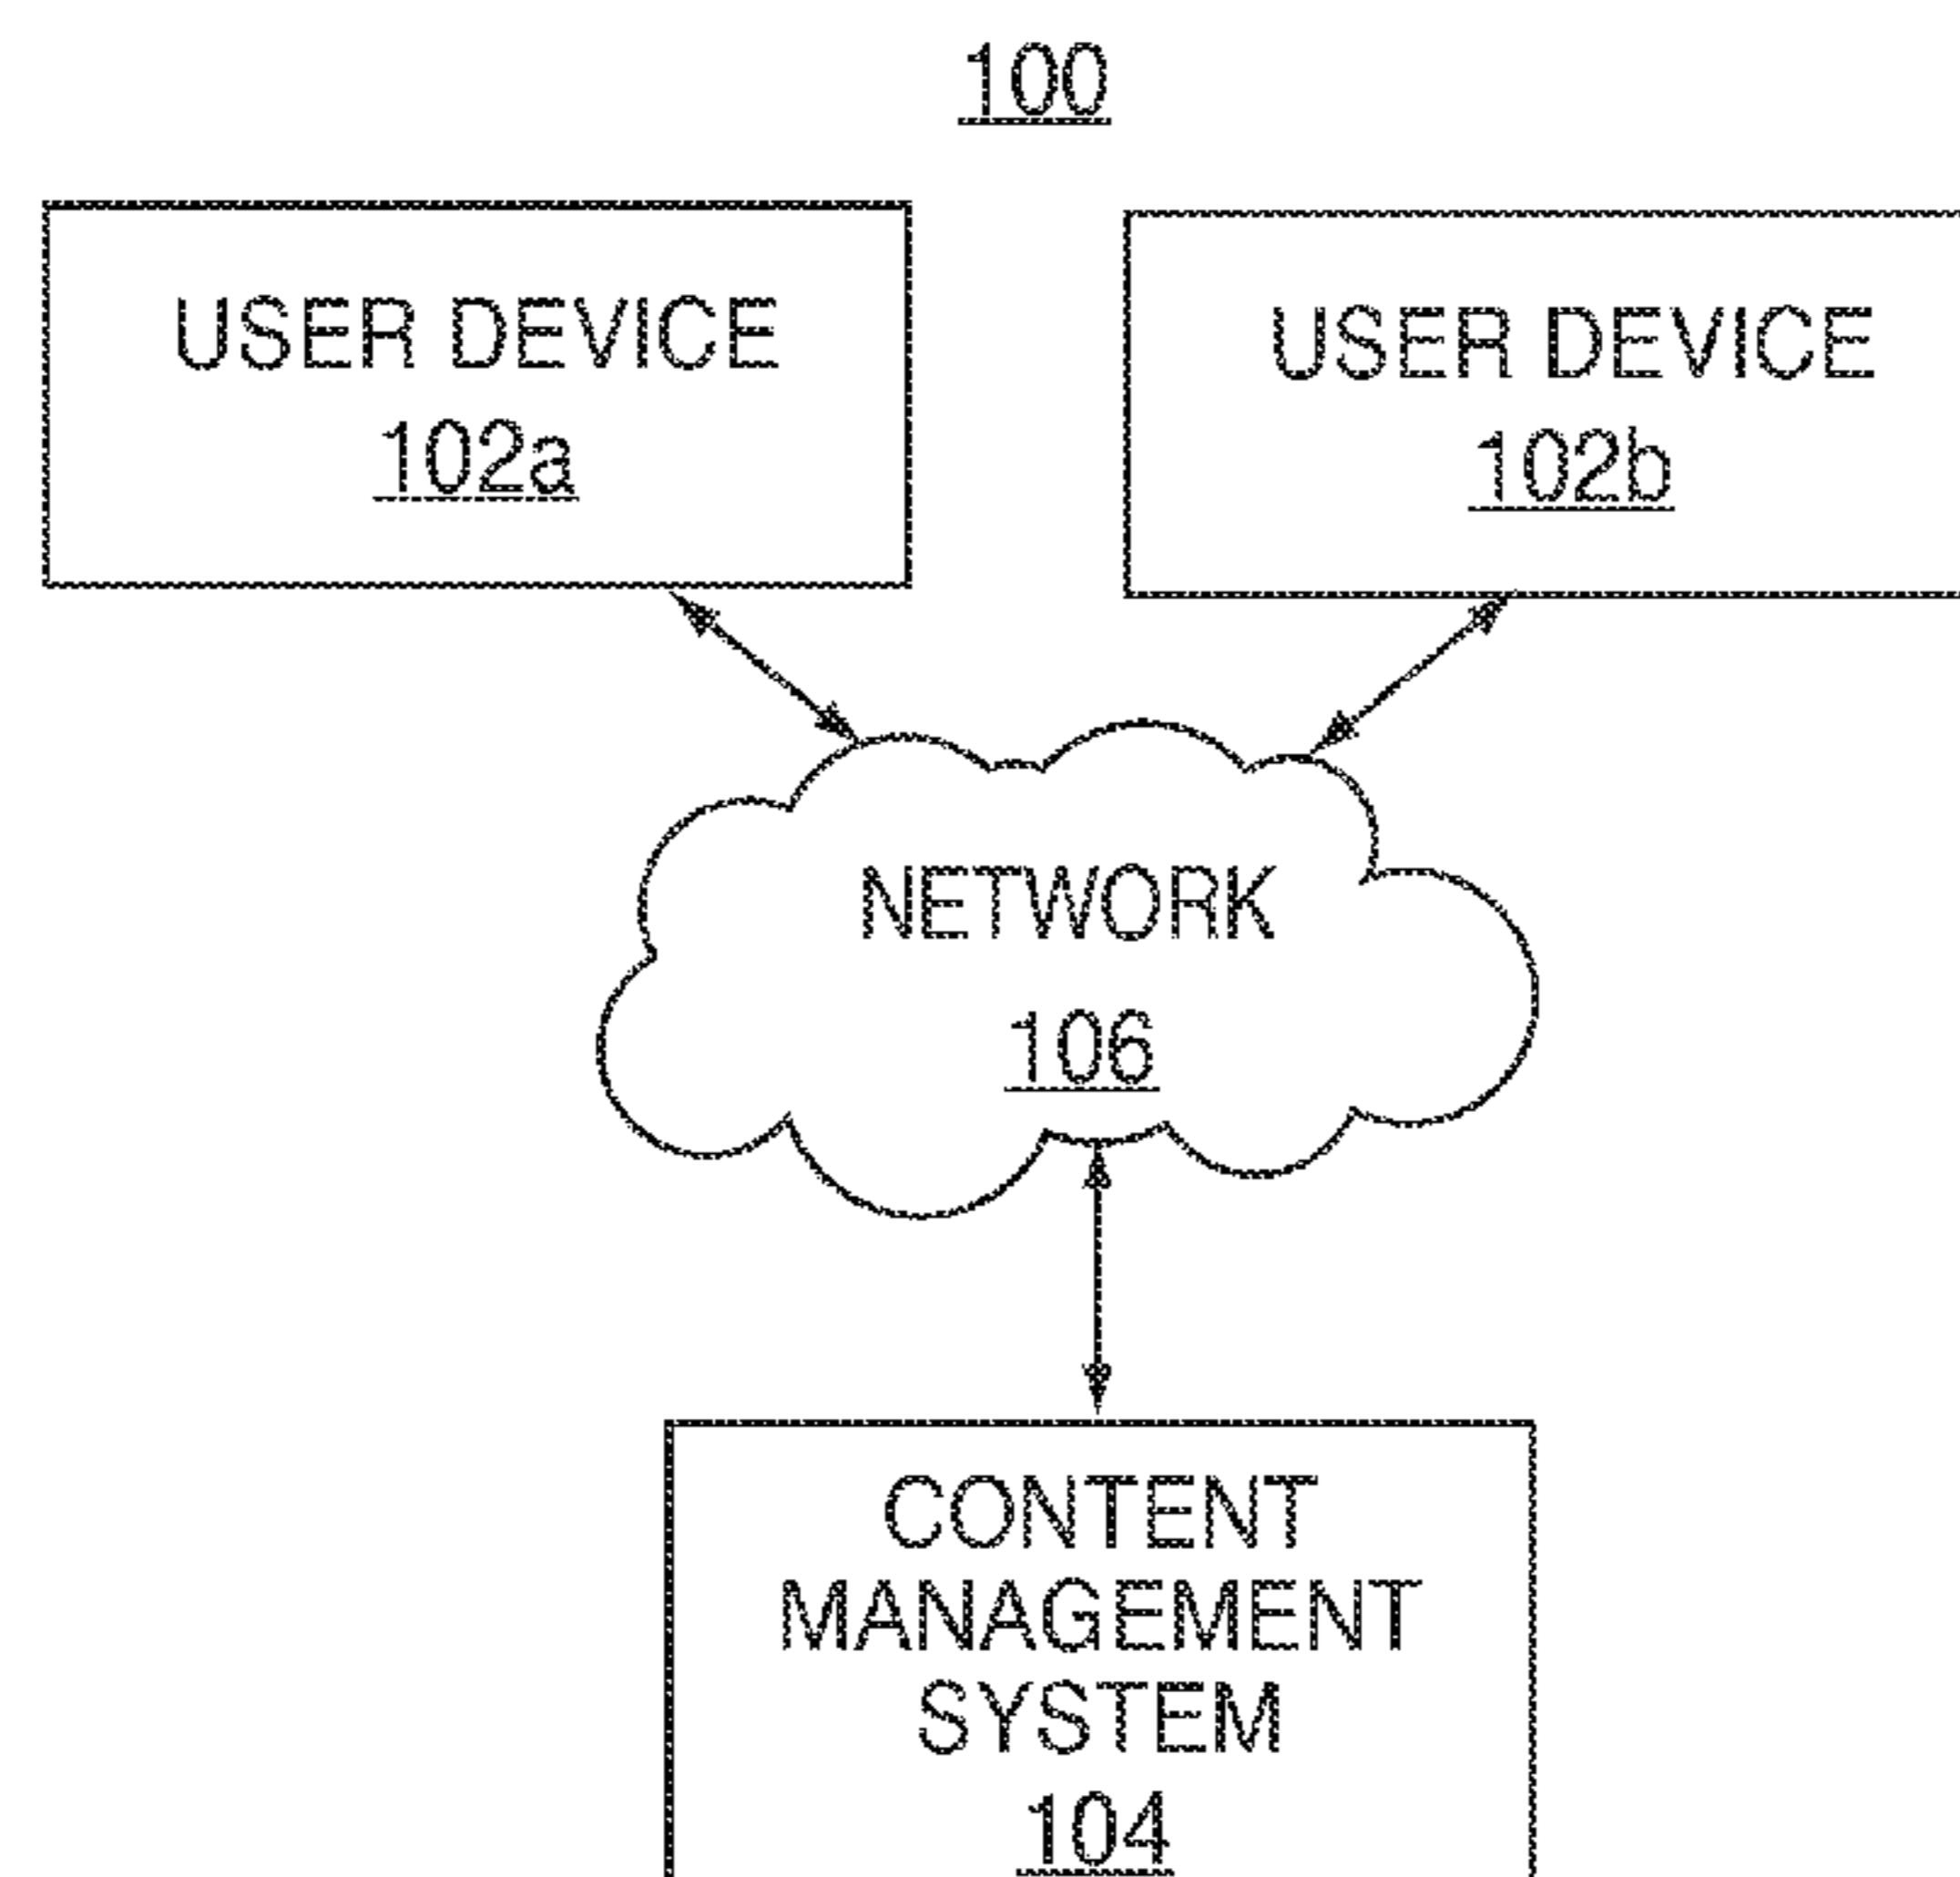 100
USER DEVICE
102a
USER DEVICE
102b
NETWORK
106
CONTENT
MANAGEMENT
SYSTEM
104